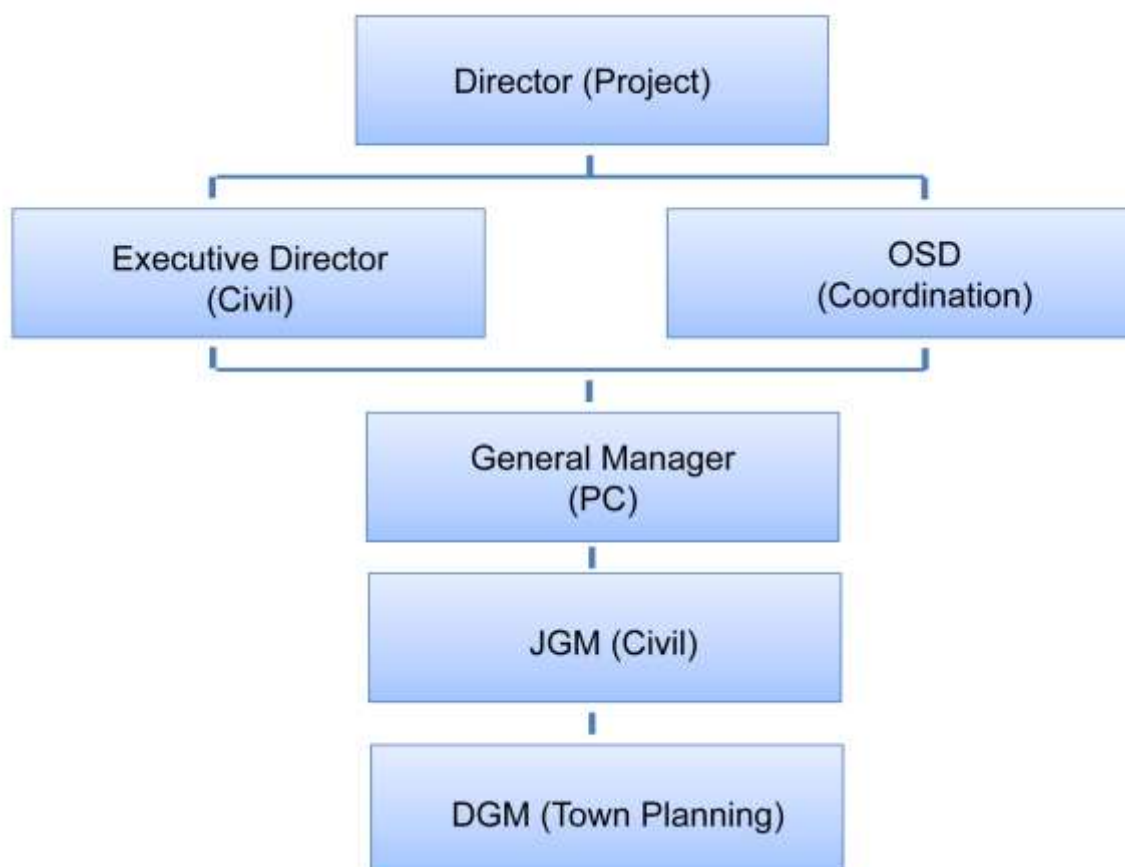 Director (Project)
Executive Director
(Civil)
OSD
(Coordination)
General Manager
(PC)
JGM (Civil)
DGM (Town Planning)